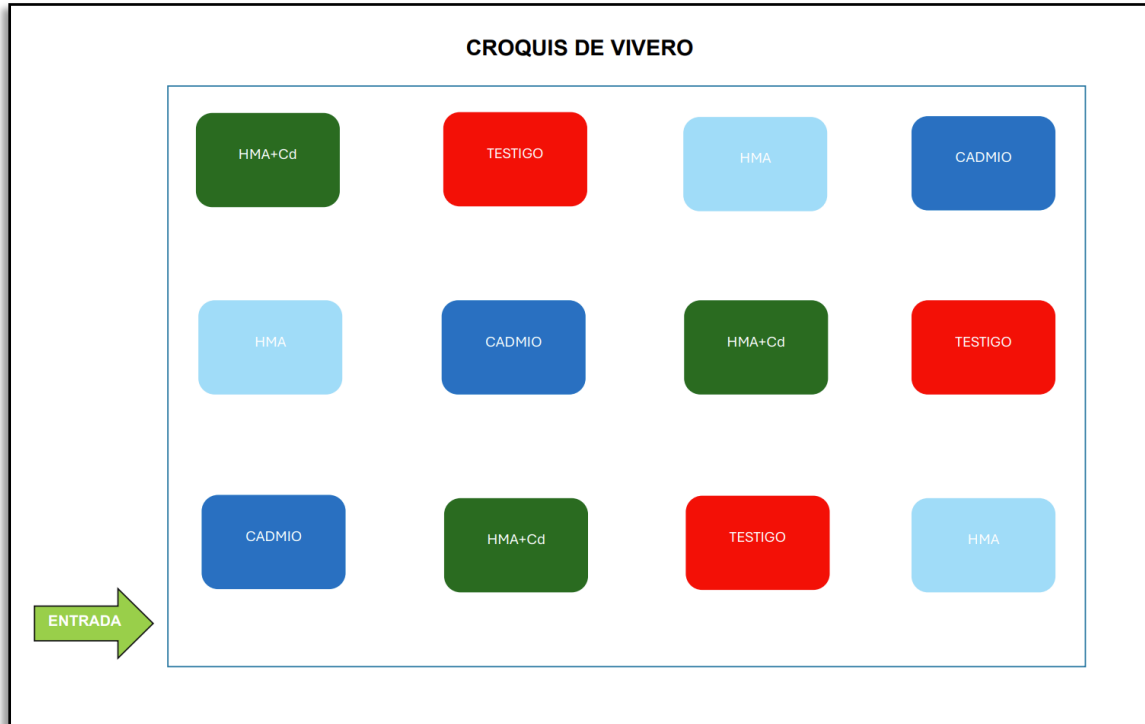 CROQUIS DE VIVERO
HMA+Cd
TESTIGO
HMA
CADMIO
HMA
CADMIO
HMA+Cd
TESTIGO
CADMIO
HMA+Cd
TESTIGO
HMA
ENTRADA